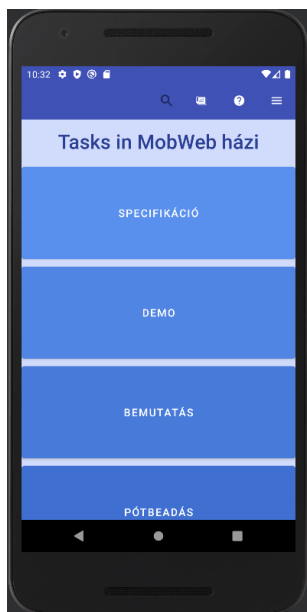 10:32
Tasks in MobWeb házi
SPECIFIKÁCIÓ
DEMO
BEMUTATÁS
PÓTBEADÁS